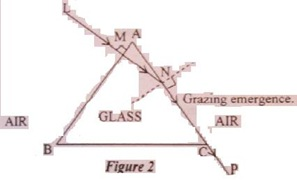 L
M A
N
Grazing emergence.
GLASS
AIR AIR
B C
P
Figure 2